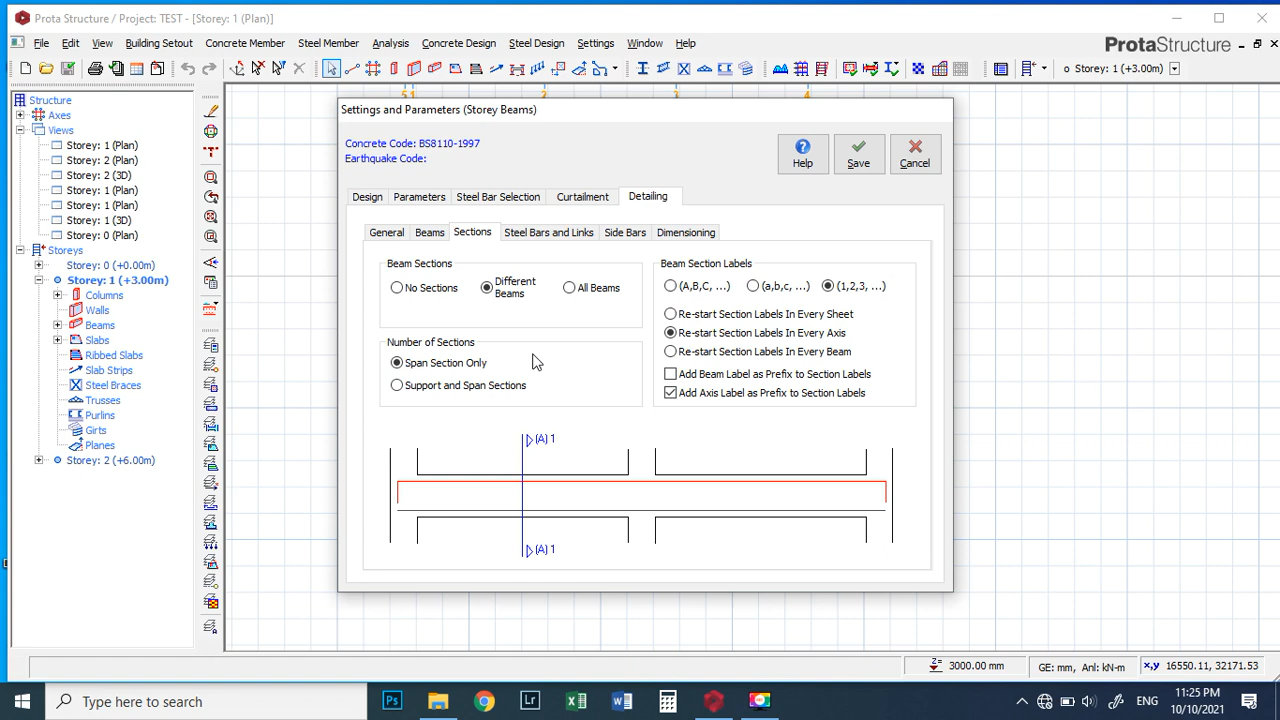 Prota Structure / Project: TEST - [Storey: 1 (Plan)]
File Edit View Building Setout Concrete Member Steel Member Analysis Concrete Design Steel Design Settings Window Help
ProtaStructure
Storey: 1 (+3.00m)
Structure
Axes
Views
Storey: 1 (Plan)
Storey: 2 (Plan)
Storey: 2 (3D)
Storey: 1 (Plan)
Storey: 1 (Plan)
Storey: 1 (3D)
Storey: 0 (Plan)
Storeys
Storey: 0 (+0.00m)
Storey: 1 (+3.00m)
Columns
Walls
Beams
Slabs
Ribbed Slabs
Slab Strips
Steel Braces
Trusses
Purlins
Girts
Planes
Storey: 2 (+6.00m)
5 1 2 3 4
Settings and Parameters (Storey Beams)
Concrete Code: BS8110-1997
Earthquake Code:
Help Save Cancel
Design Parameters Steel Bar Selection Curtailment Detailing
General Beams Sections Steel Bars and Links Side Bars Dimensioning
Beam Sections
No Sections
Different Beams
All Beams
Number of Sections
Span Section Only
Support and Span Sections
Beam Section Labels
(A,B,C, ...) (a,b,c, ...) (1,2,3, ...)
Re-start Section Labels In Every Sheet
Re-start Section Labels In Every Axis
Re-start Section Labels In Every Beam
Add Beam Label as Prefix to Section Labels
Add Axis Label as Prefix to Section Labels
(A) 1
(A) 1
Z= 3000.00 mm GE: mm, Anl: kN-m x,y 16550.11, 32171.53
Type here to search
Ps
Lr
ENG
11:25 PM
10/10/2021